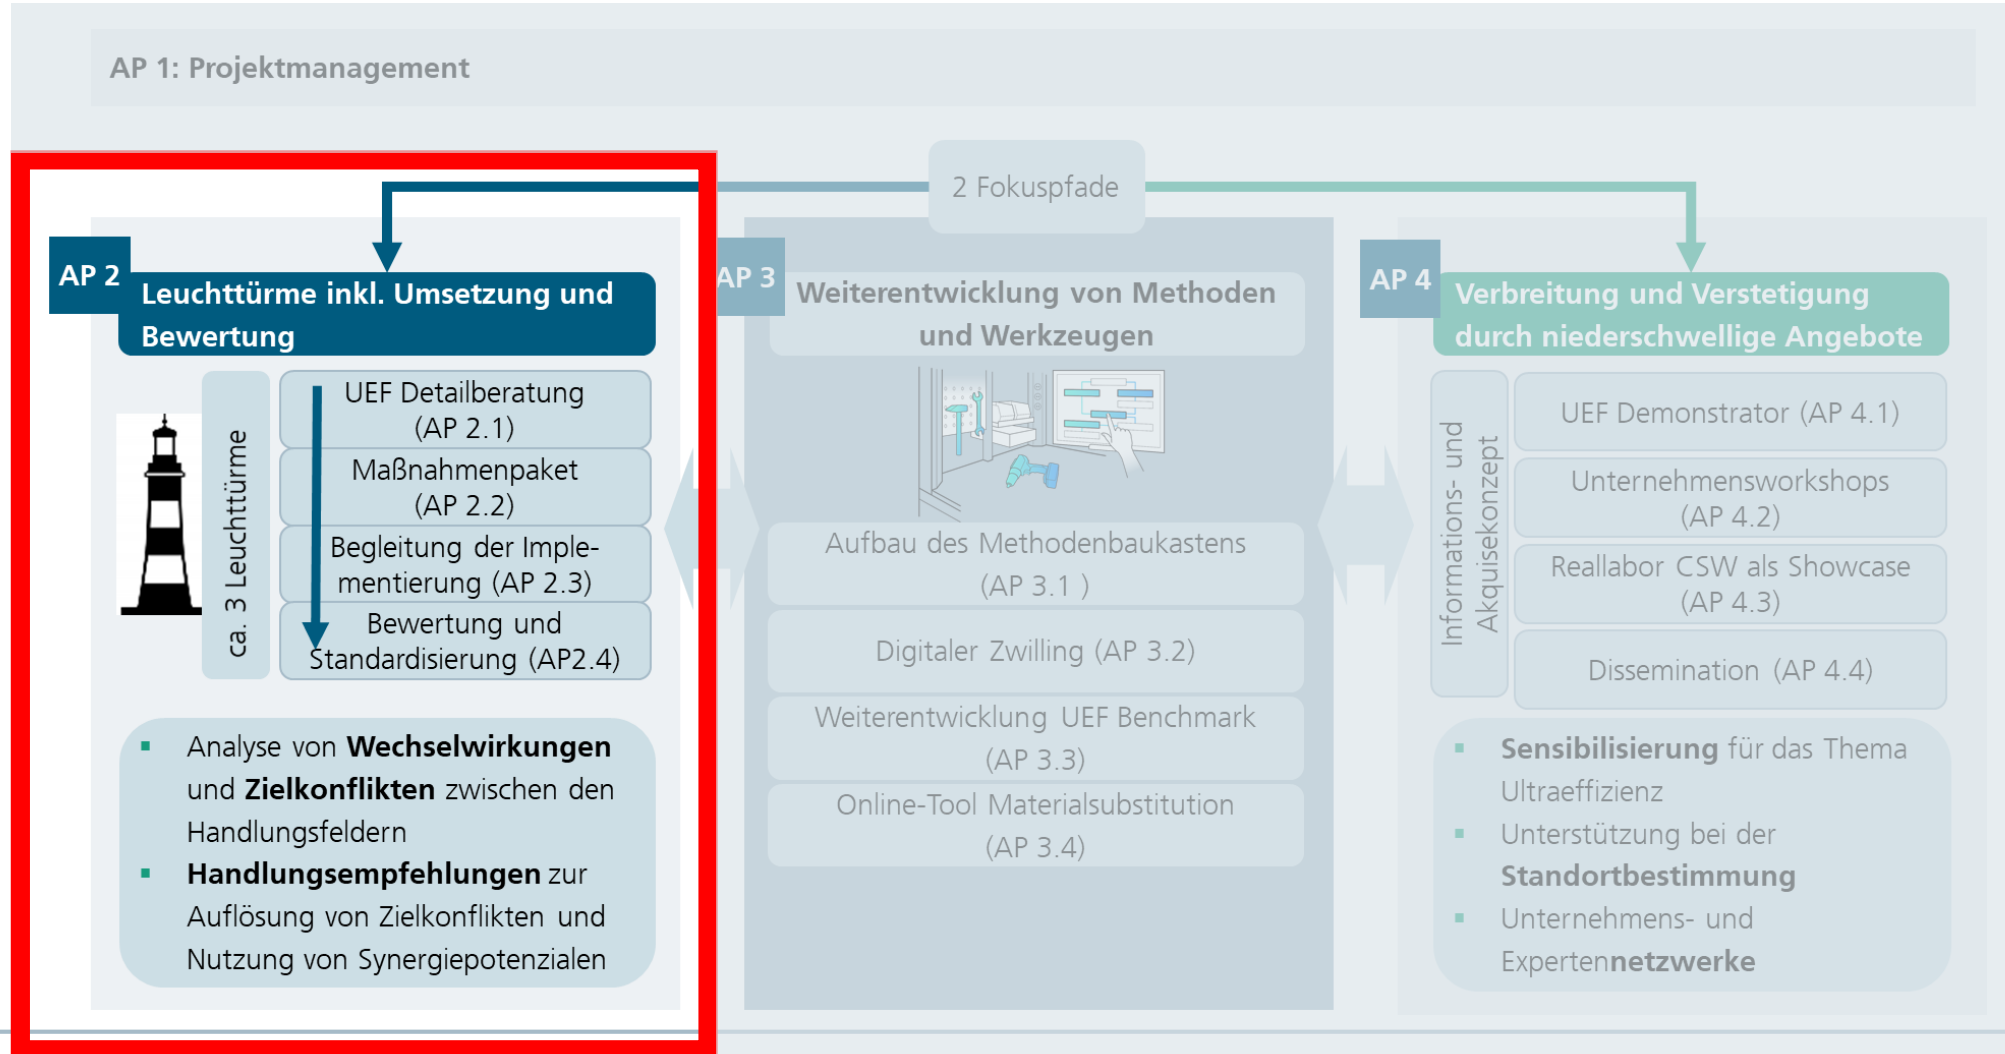 AP 1: Projektmanagement
2 Fokuspfade
AP 2
Leuchttürme inkl. Umsetzung und
Bewertung
ca. 3 Leuchttürme
UEF Detailberatung
(AP 2.1)
Maßnahmenpaket
(AP 2.2)
Begleitung der Imple-
mentierung (AP 2.3)
Bewertung und
Standardisierung (AP2.4)
▪ Analyse von Wechselwirkungen
und Zielkonflikten zwischen den
Handlungsfeldern
▪ Handlungsempfehlungen zur
Auflösung von Zielkonflikten und
Nutzung von Synergiepotenzialen
AP 3
Weiterentwicklung von Methoden
und Werkzeugen
Aufbau des Methodenbaukastens
(AP 3.1 )
Digitaler Zwilling (AP 3.2)
Weiterentwicklung UEF Benchmark
(AP 3.3)
Online-Tool Materialsubstitution
(AP 3.4)
AP 4
Verbreitung und Verstetigung
durch niederschwellige Angebote
Informations- und
Akquisekonzept
UEF Demonstrator (AP 4.1)
Unternehmensworkshops
(AP 4.2)
Reallabor CSW als Showcase
(AP 4.3)
Dissemination (AP 4.4)
▪ Sensibilisierung für das Thema
Ultraeffizienz
▪ Unterstützung bei der
Standortbestimmung
▪ Unternehmens- und
Expertennetzwerke